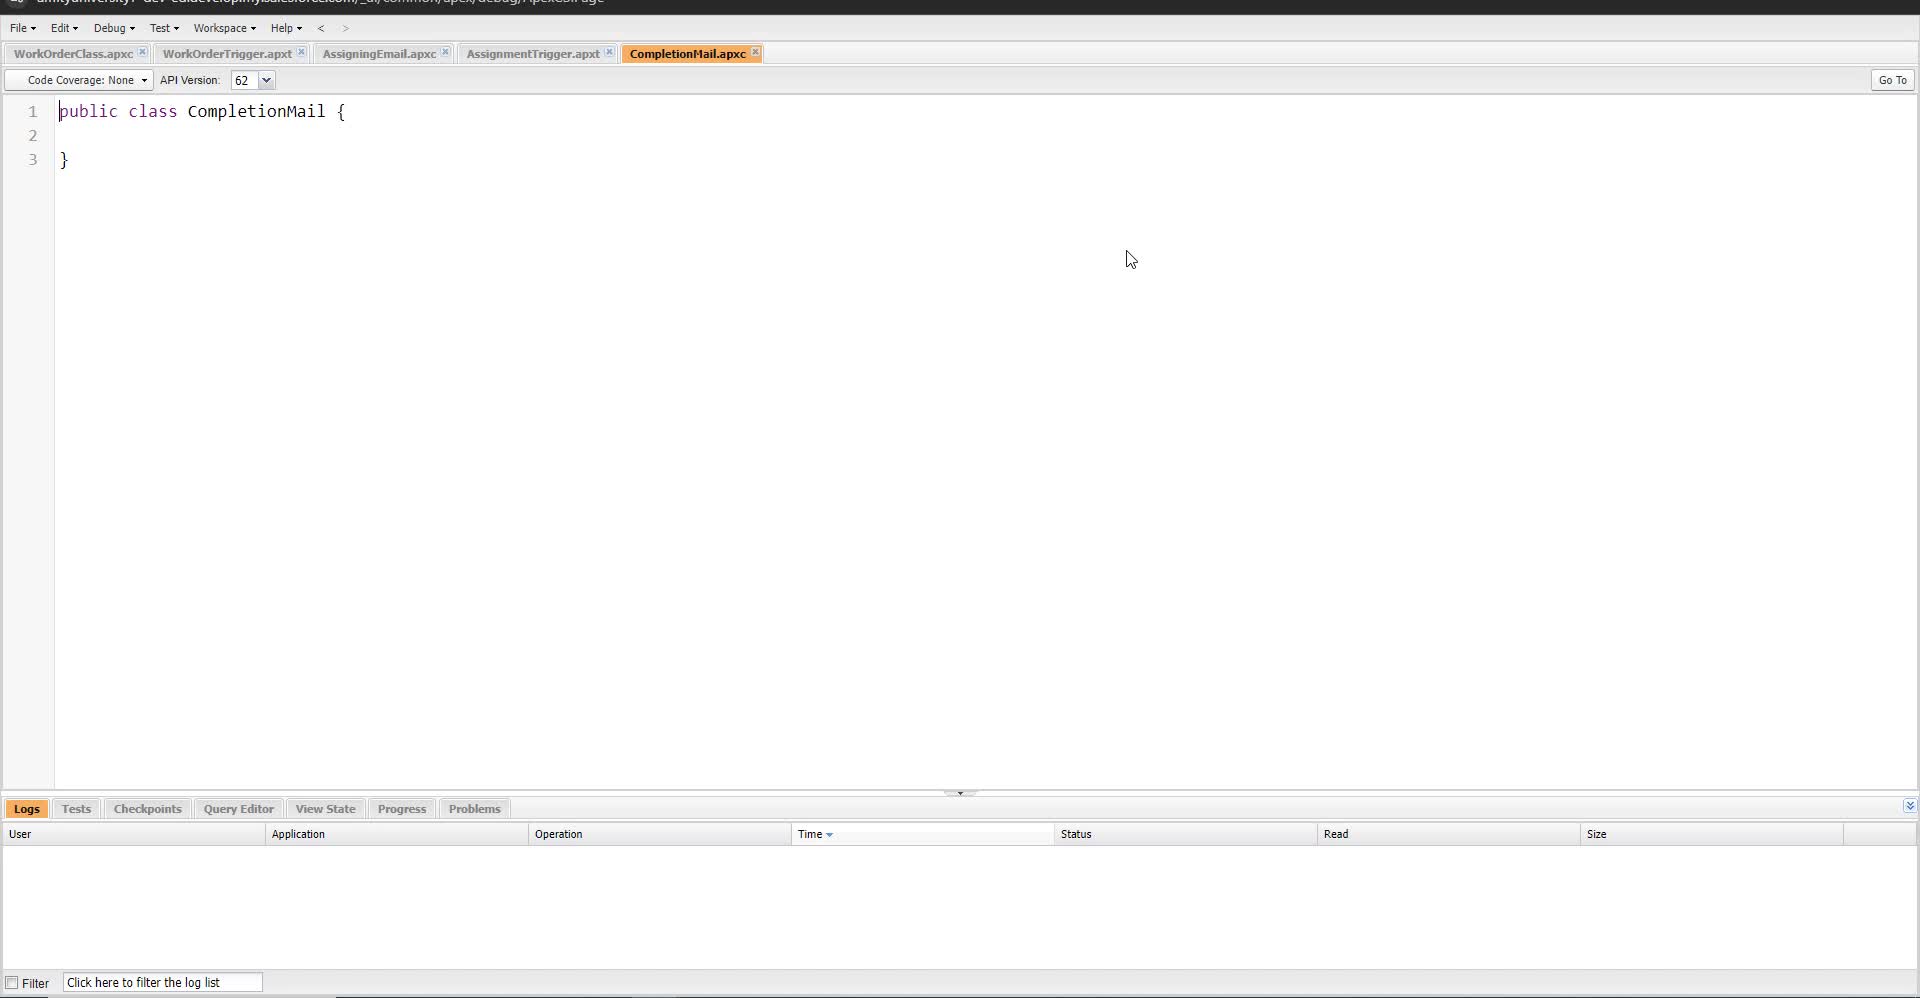 File Edit Debug Test Workspace Help < >
WorkOrderClass.apxc WorkOrderTrigger.apxt AssigningEmail.apxc AssignmentTrigger.apxt CompletionMail.apxc
Code Coverage: None API Version: 62 Go To
1 public class CompletionMail {
2
3 }
Logs Tests Checkpoints Query Editor View State Progress Problems
User Application Operation Time Status Read Size
Filter Click here to filter the log list